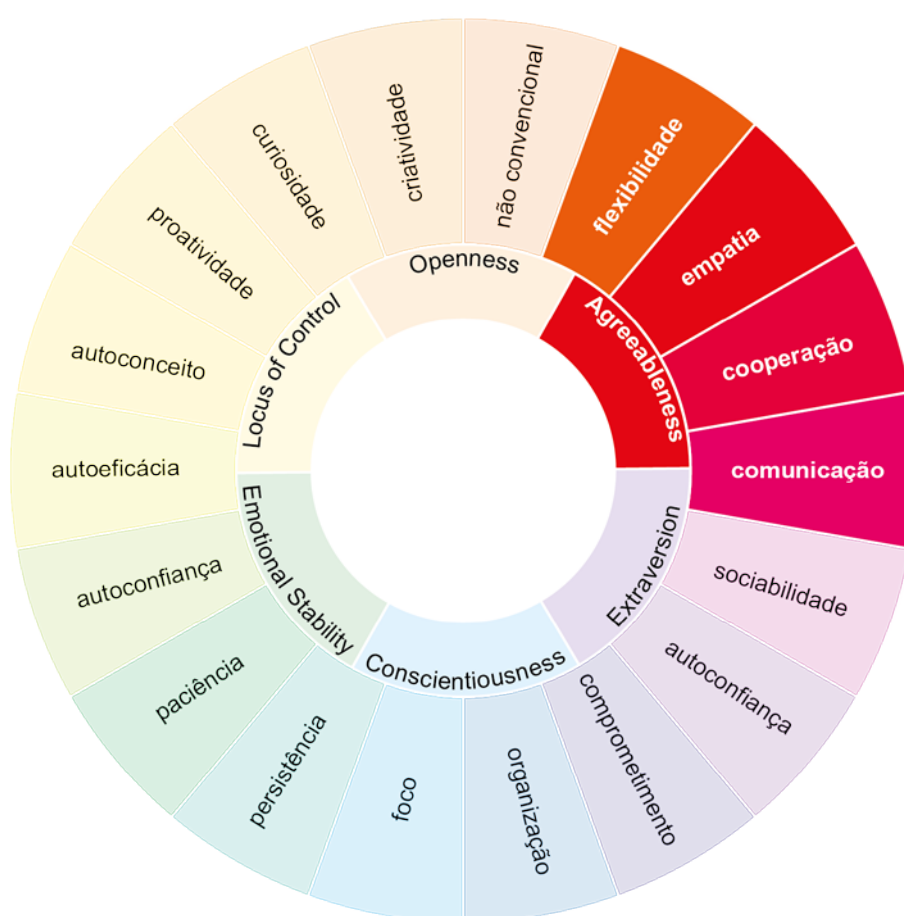 não convencional
flexibilidade
empatia
cooperação
comunicação
sociabilidade
autoconfiança
comprometimento
organização
foco
persistência
paciência
autoconfiança
autoeficácia
autoconceito
proatividade
curiosidade
criatividade
Openness
Agreeableness
Extraversion
Conscientiousness
Emotional Stability
Locus of Control